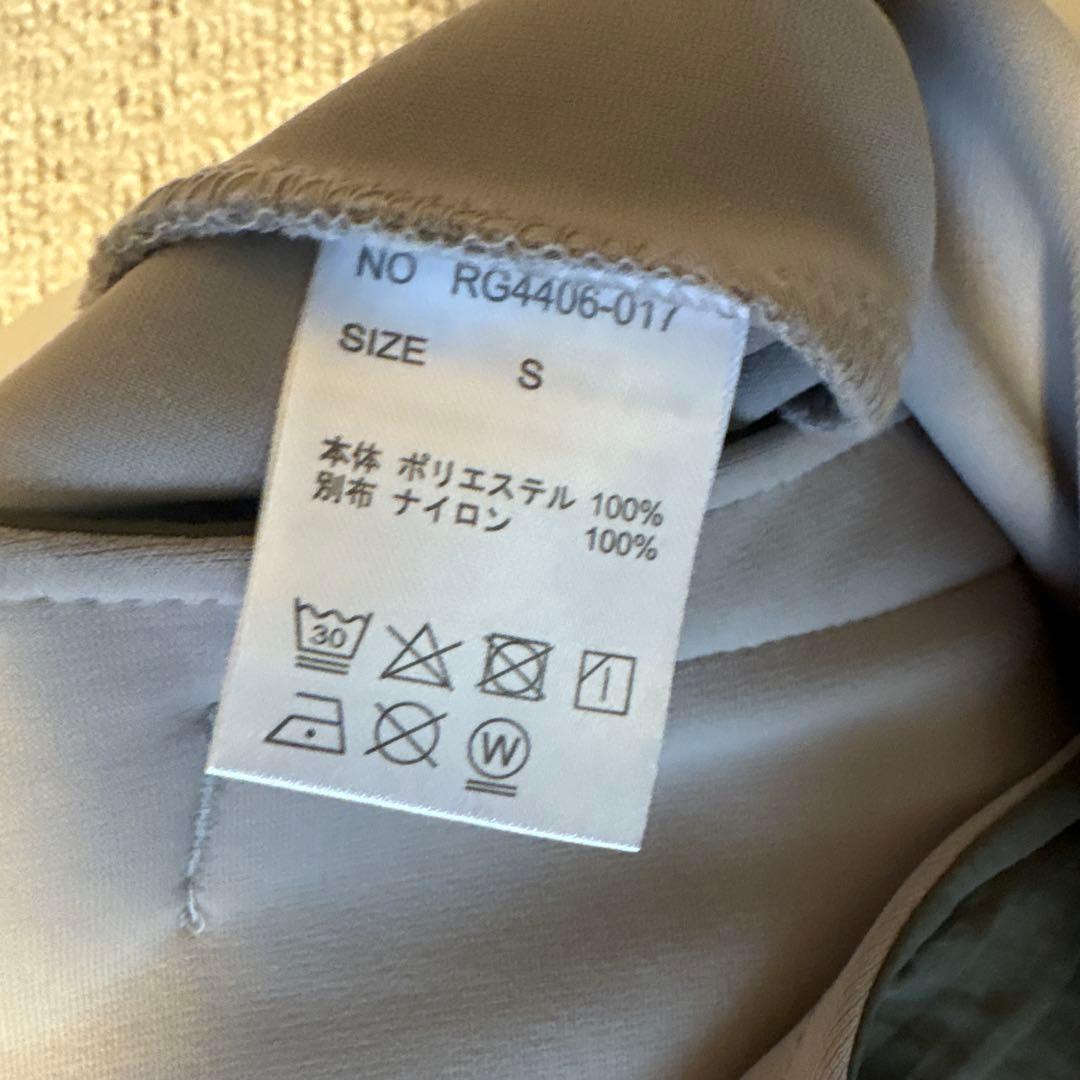 NO RG4406-017
SIZE S
本体 ポリエステル 100%
別布 ナイロン 100%
30
W